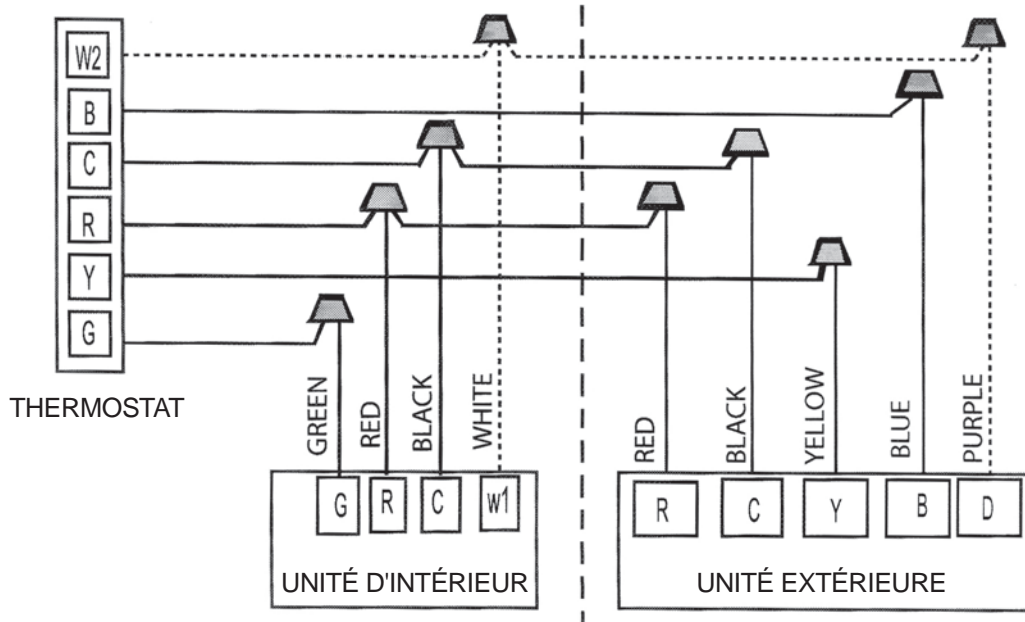 W2
B
C
R
Y
G
THERMOSTAT
GREEN
RED
BLACK
WHITE
RED
BLACK
YELLOW
BLUE
PURPLE
G R C W1
R C Y B D
UNITÉ D'INTÉRIEUR
UNITÉ EXTÉRIEURE